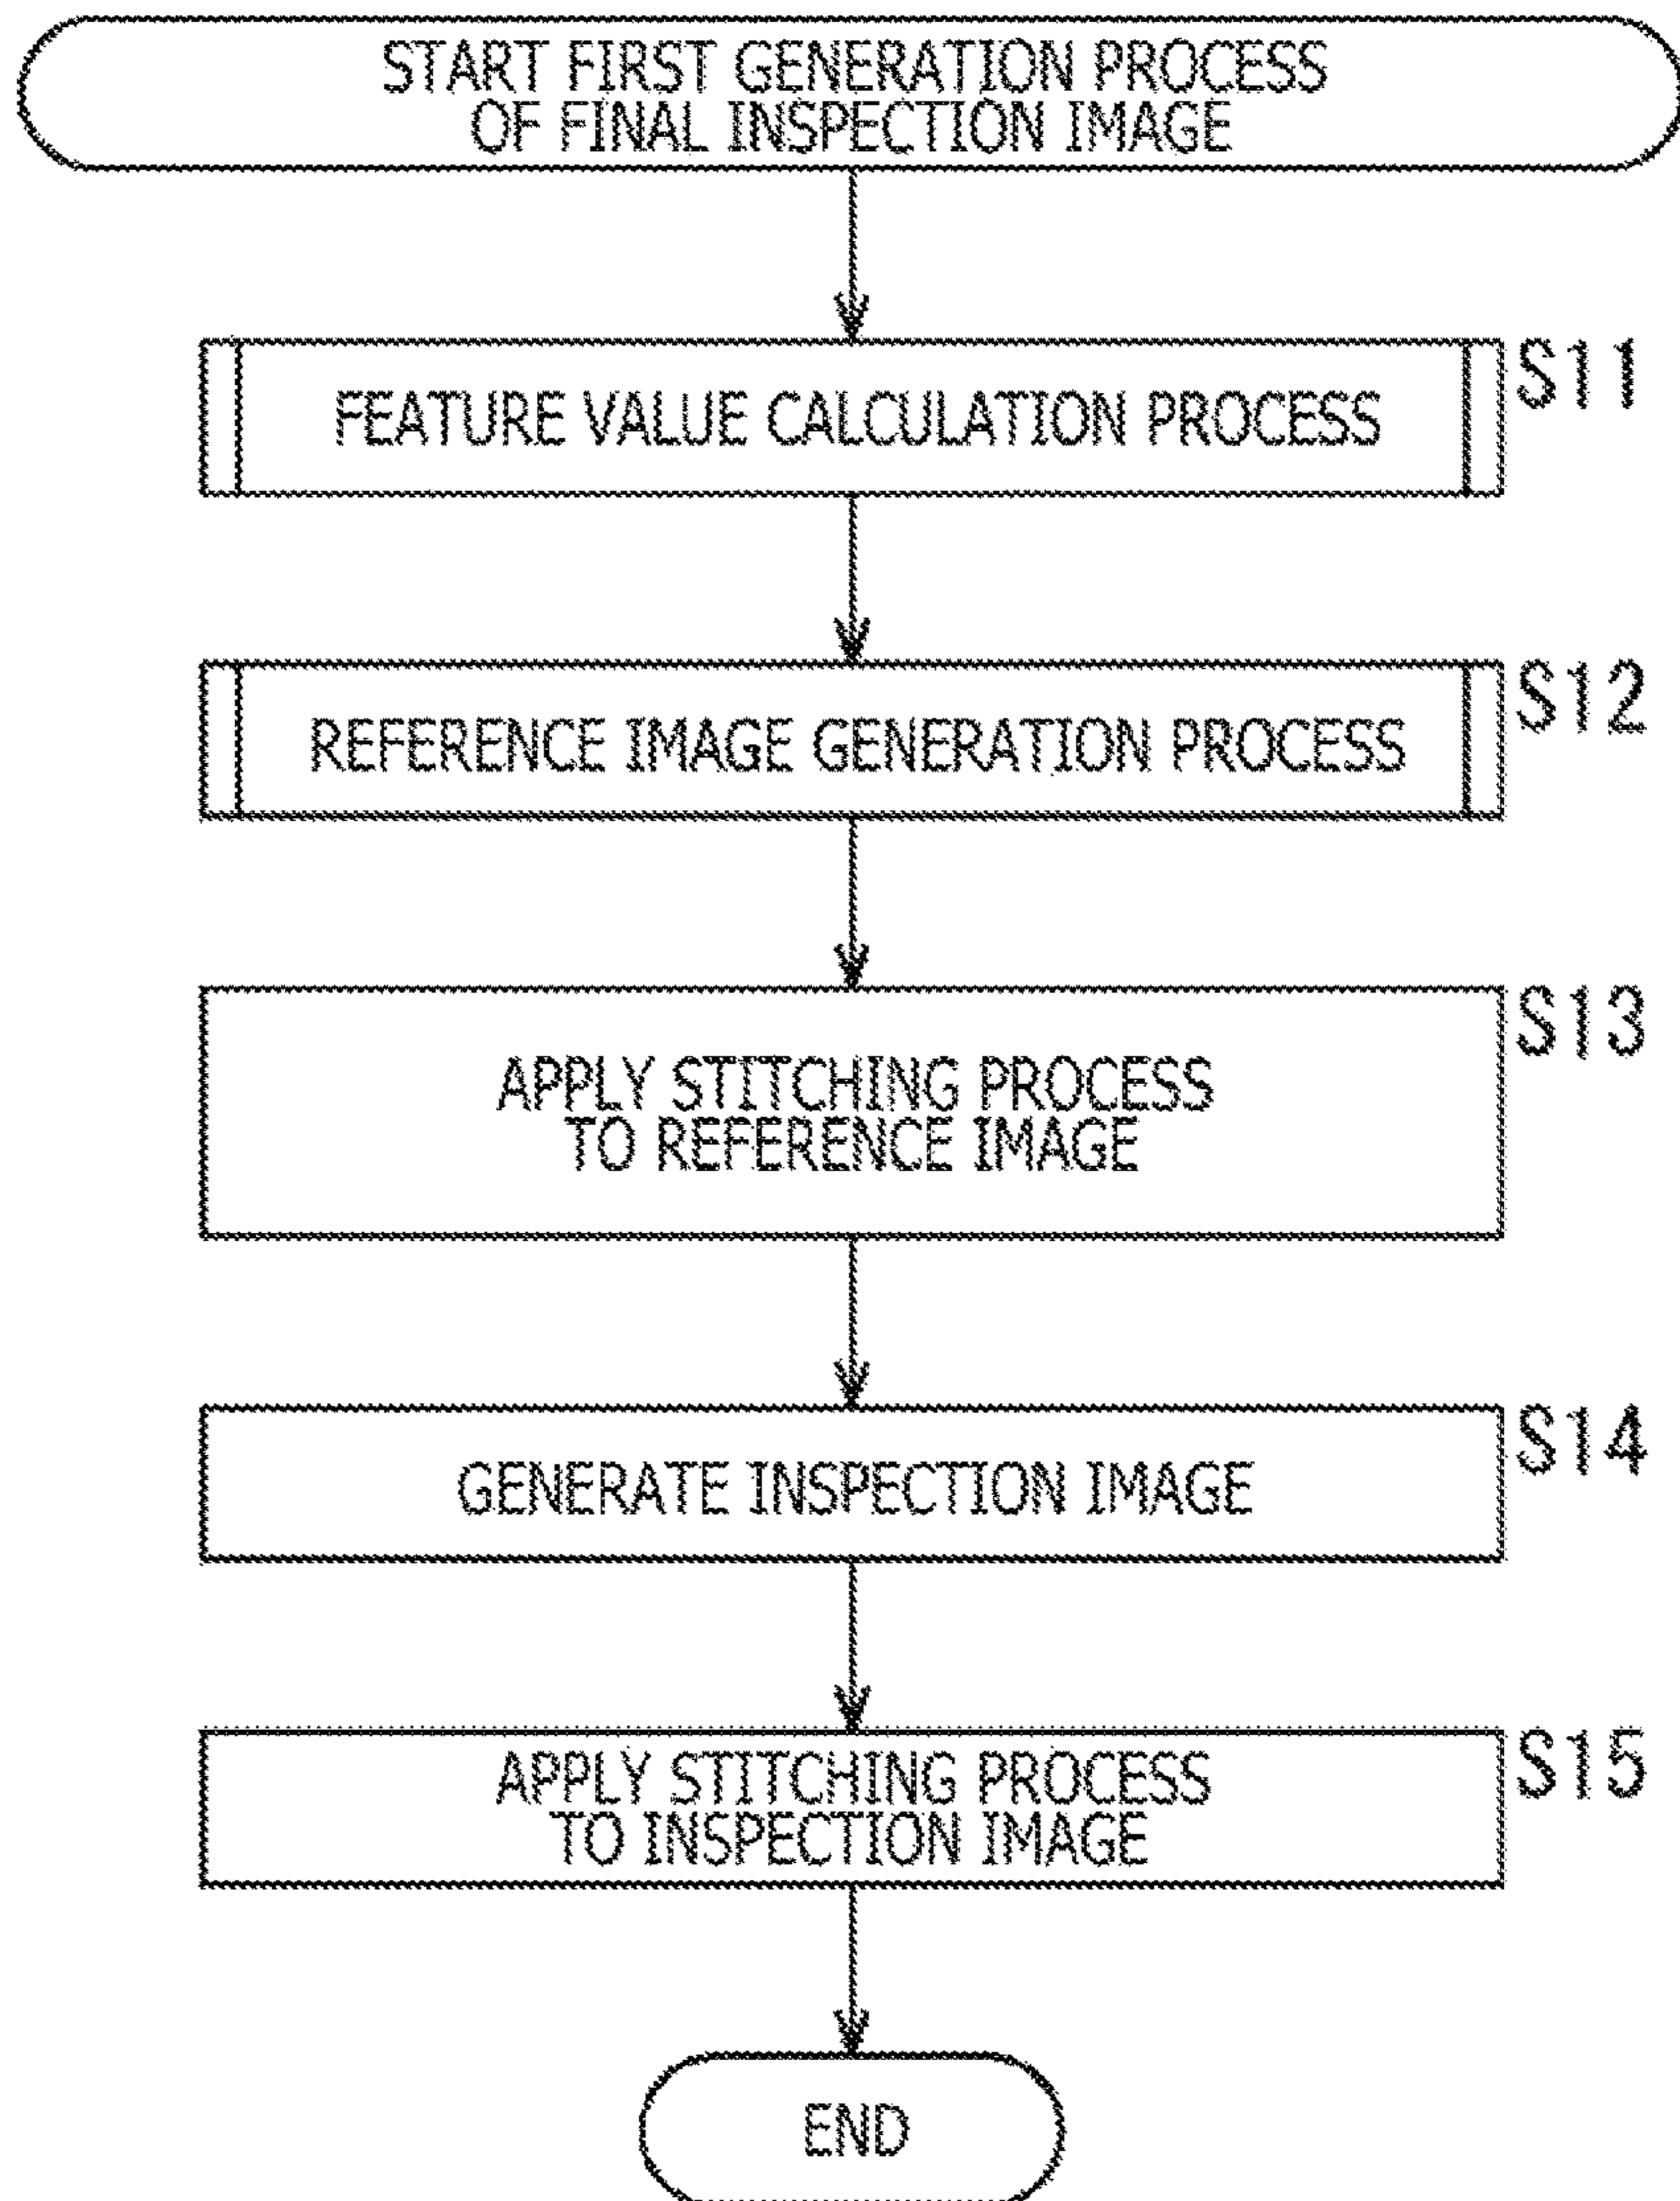 START FIRST GENERATION PROCESS
OF FINAL INSPECTION IMAGE
S11
FEATURE VALUE CALCULATION PROCESS
S12
REFERENCE IMAGE GENERATION PROCESS
S13
APPLY STITCHING PROCESS
TO REFERENCE IMAGE
S14
GENERATE INSPECTION IMAGE
S15
APPLY STITCHING PROCESS
TO INSPECTION IMAGE
END